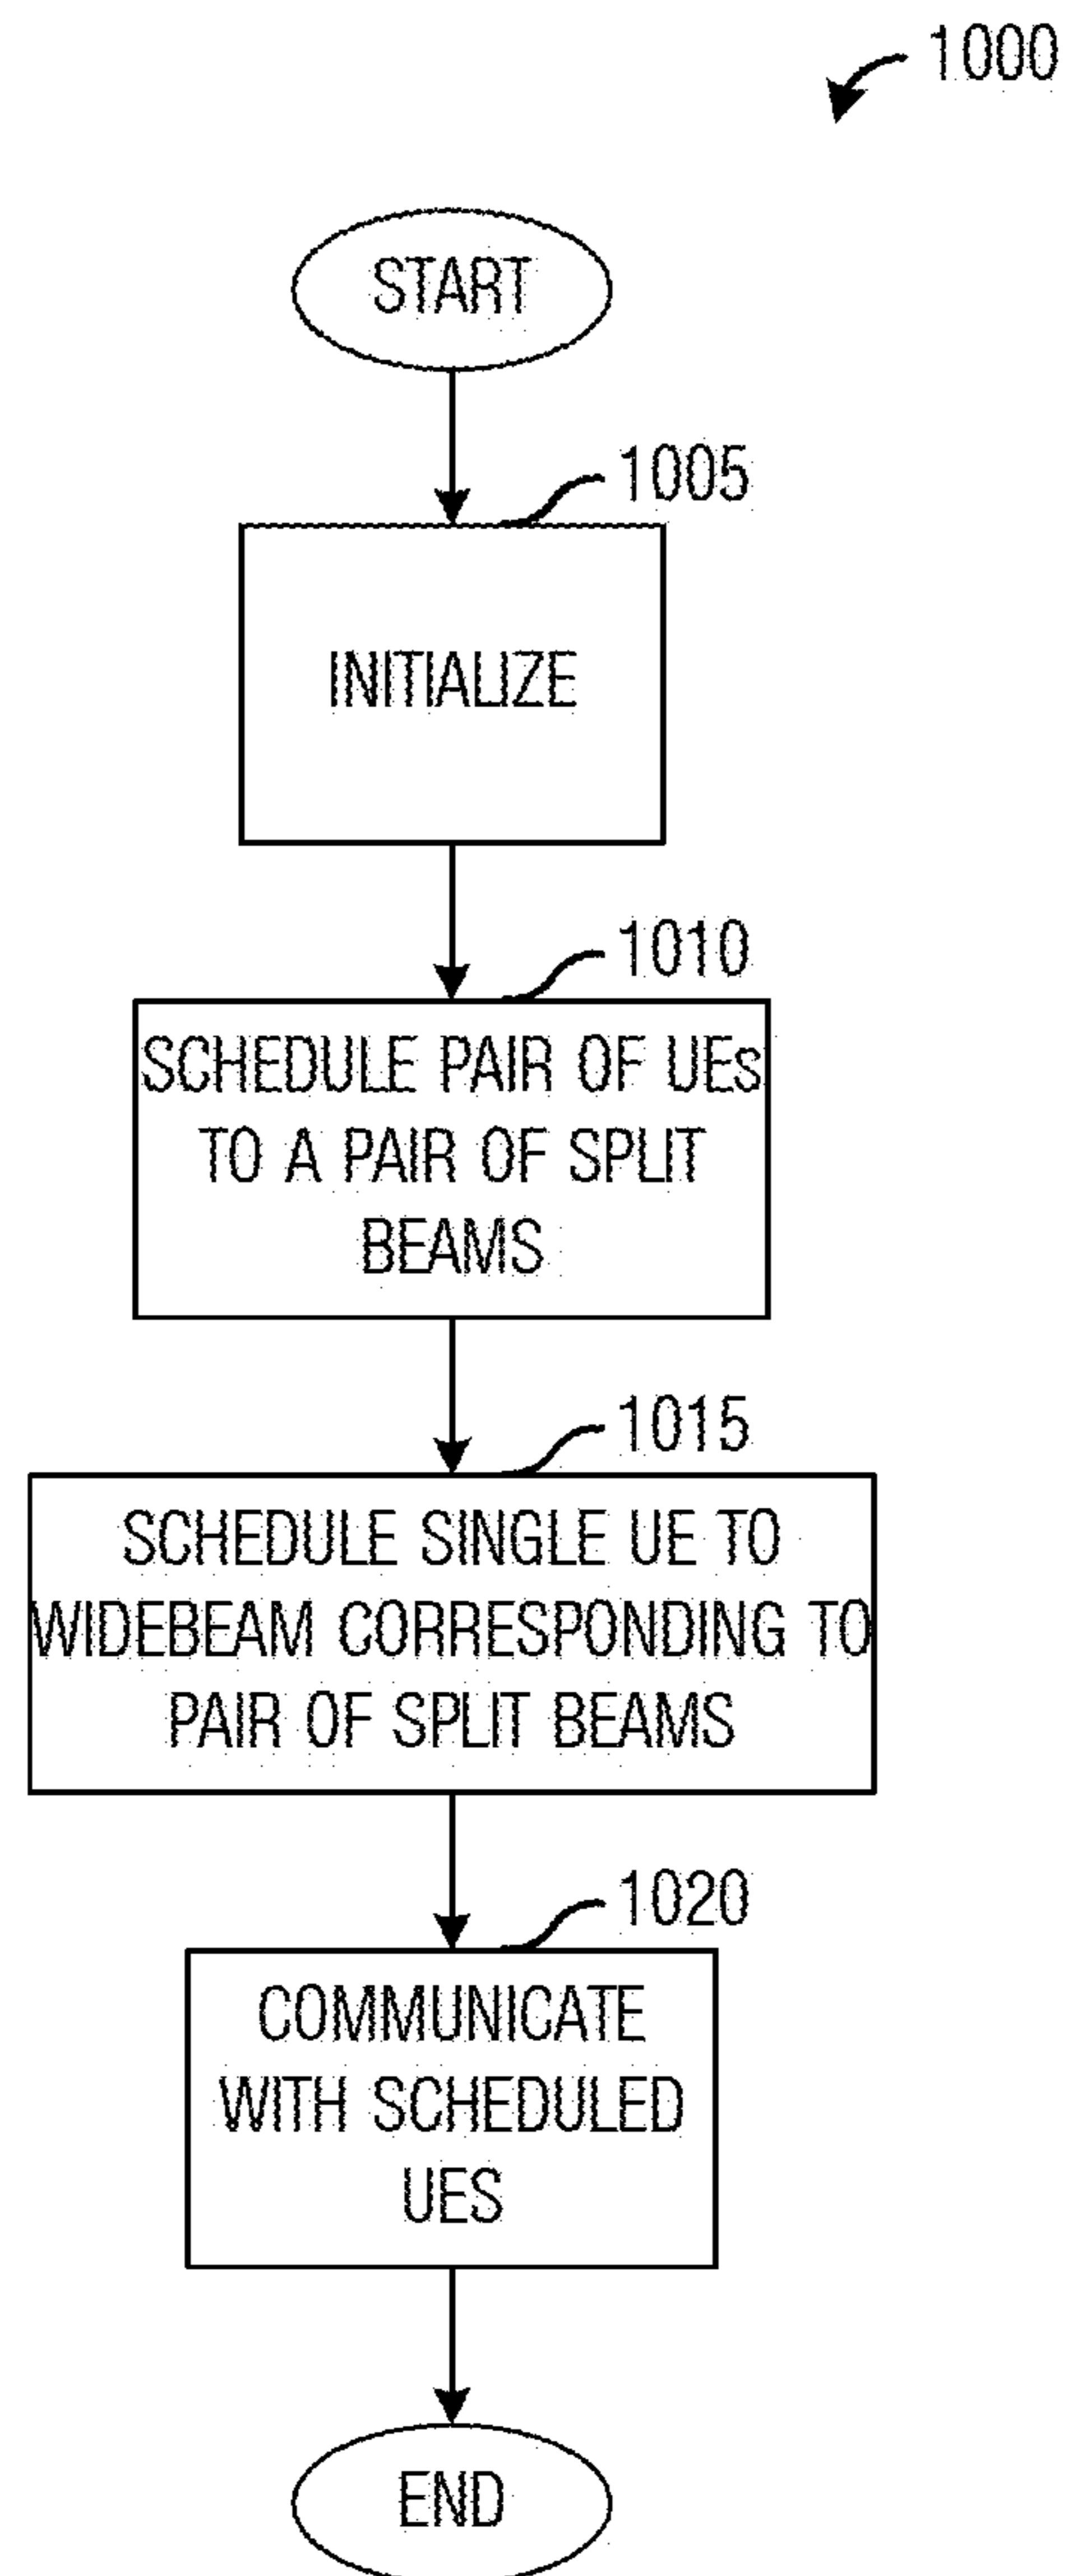 1000
START
1005
INITIALIZE
1010
SCHEDULE PAIR OF UEs
TO A PAIR OF SPLIT
BEAMS
1015
SCHEDULE SINGLE UE TO
WIDEBEAM CORRESPONDING TO
PAIR OF SPLIT BEAMS
1020
COMMUNICATE
WITH SCHEDULED
UES
END